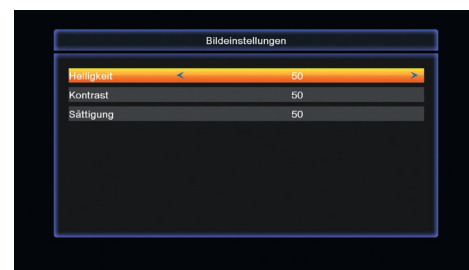 Bildeinstellungen
Helligkeit 50
Kontrast 50
Sättigung 50